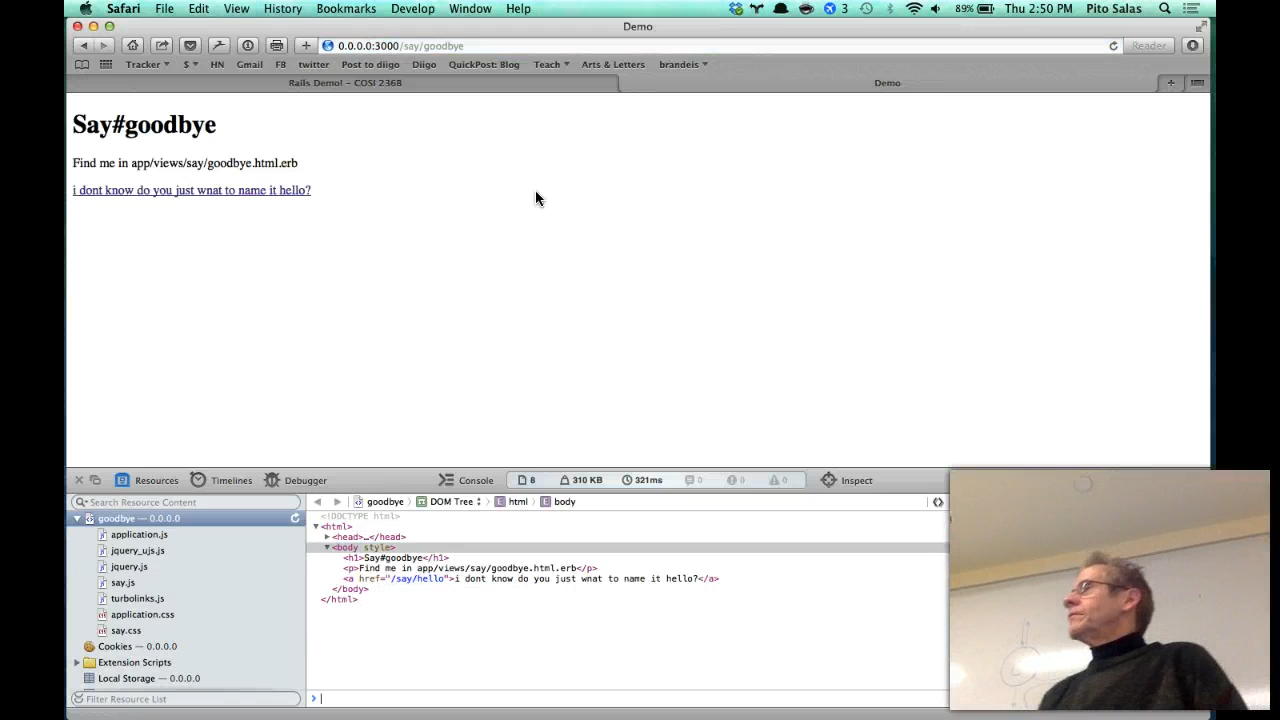 Safari File Edit View History Bookmarks Develop Window Help 3 89% Thu 2:50 PM Pito Salas
Demo
0.0.0.0:3000/say/goodbye Reader
Tracker $ HN Gmail FB twitter Post to diigo Diigo QuickPost: Blog Teach Arts & Letters brandeis
Rails Demo! – COSI 236B Demo +
Say#goodbye
Find me in app/views/say/goodbye.html.erb
i dont know do you just wnat to name it hello?
Resources Timelines Debugger Console 8 310 KB 321ms 0 0 0 Inspect
Search Resource Content goodbye DOM Tree html body
goodbye — 0.0.0.0
application.js
jquery_ujs.js
jquery.js
say.js
turbolinks.js
application.css
say.css
Cookies — 0.0.0.0
Extension Scripts
Local Storage — 0.0.0.0
Filter Resource List
<!DOCTYPE html>
<html>
<head>…</head>
<body style>
<h1>Say#goodbye</h1>
<p>Find me in app/views/say/goodbye.html.erb</p>
<a href="/say/hello">i dont know do you just wnat to name it hello?</a>
</body>
</html>